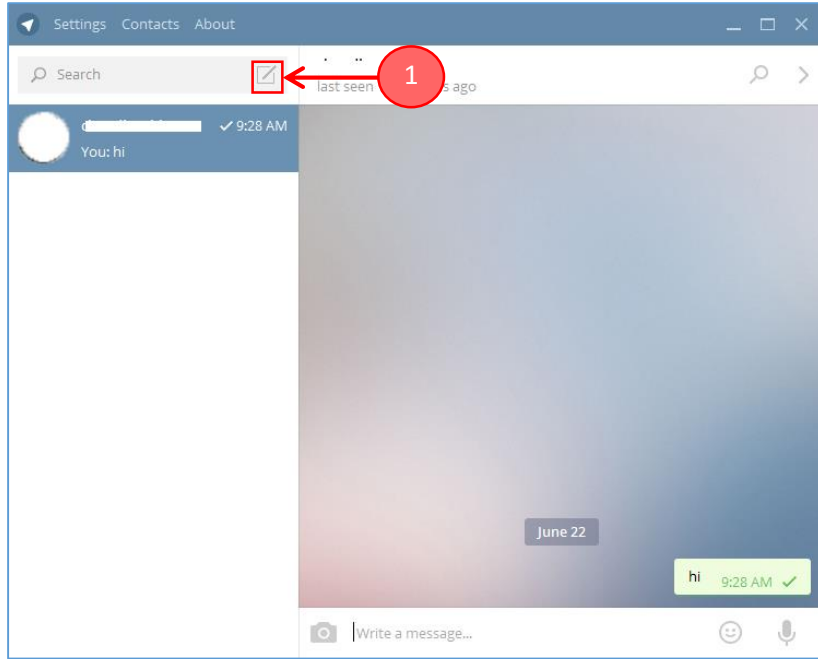 Settings Contacts About
Search
1
last seen s ago
9:28 AM
You: hi
June 22
hi 9:28 AM
Write a message...